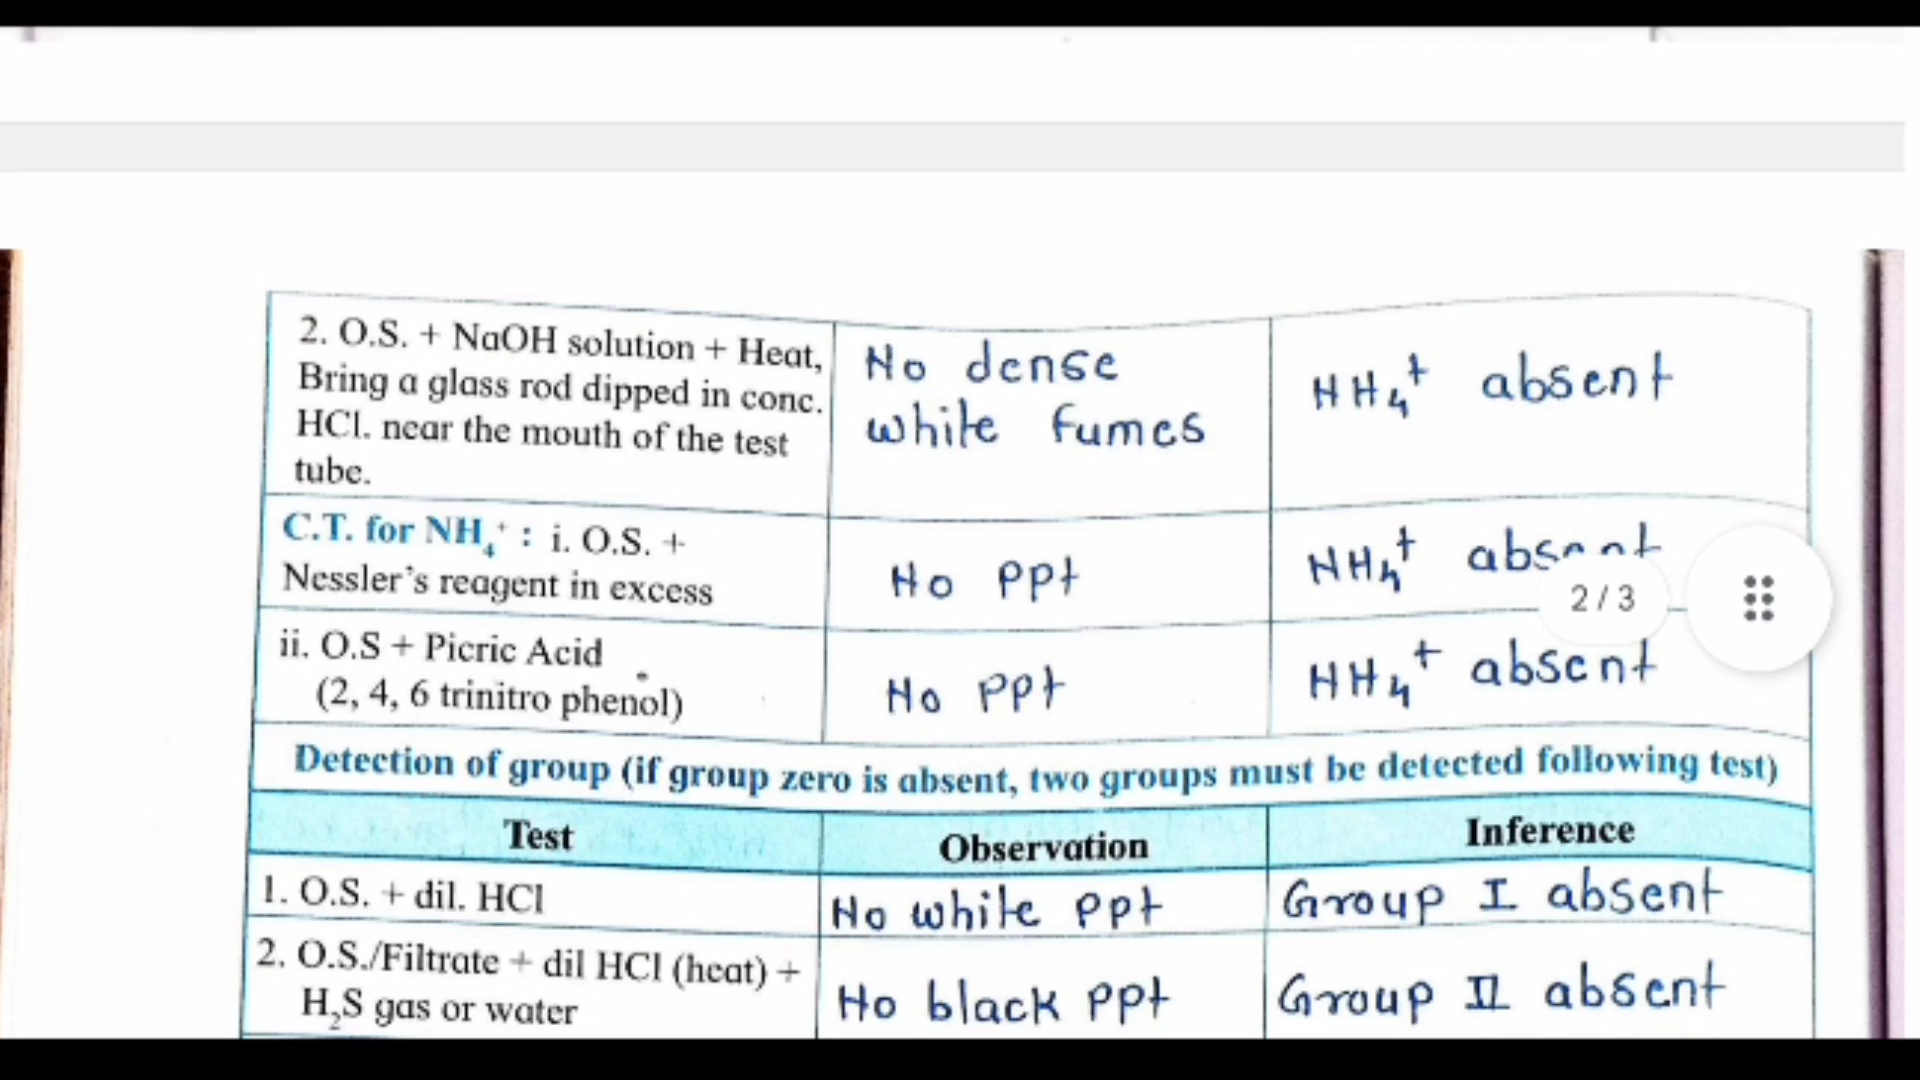 2. O.S. + NaOH solution + Heat,
Bring a glass rod dipped in conc.
HCl. near the mouth of the test
tube.
No dense
white fumes
NH₄⁺ absent
C.T. for NH₄⁺ : i. O.S. +
Nessler's reagent in excess
No ppt
NH₄⁺ absent
2 / 3
ii. O.S + Picric Acid
(2, 4, 6 trinitro phenol)
No ppt
NH₄⁺ absent
Detection of group (if group zero is absent, two groups must be detected following test)
Test
Observation
Inference
1. O.S. + dil. HCl
No white ppt
Group I absent
2. O.S./Filtrate + dil HCl (heat) +
H₂S gas or water
No black ppt
Group II absent